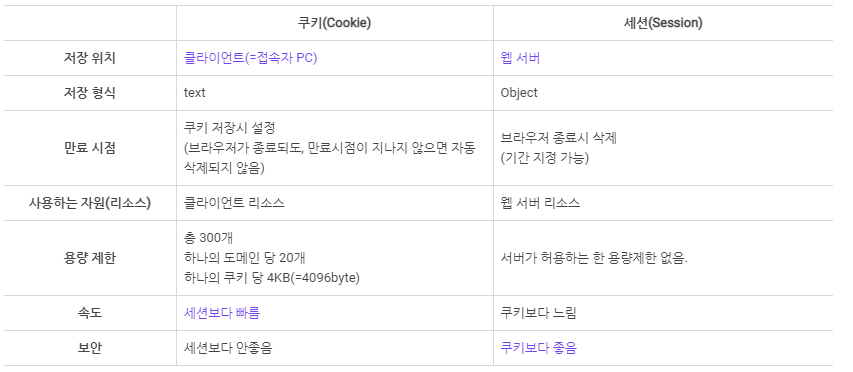 쿠키(Cookie) 세션(Session)
저장 위치 클라이언트(=접속자 PC) 웹 서버
저장 형식 text Object
만료 시점 쿠키 저장시 설정
(브라우저가 종료되도, 만료시점이 지나지 않으면 자동
삭제되지 않음) 브라우저 종료시 삭제
(기간 지정 가능)
사용하는 자원(리소스) 클라이언트 리소스 웹 서버 리소스
용량 제한 총 300개
하나의 도메인 당 20개
하나의 쿠키 당 4KB(=4096byte) 서버가 허용하는 한 용량제한 없음.
속도 세션보다 빠름 쿠키보다 느림
보안 세션보다 안좋음 쿠키보다 좋음